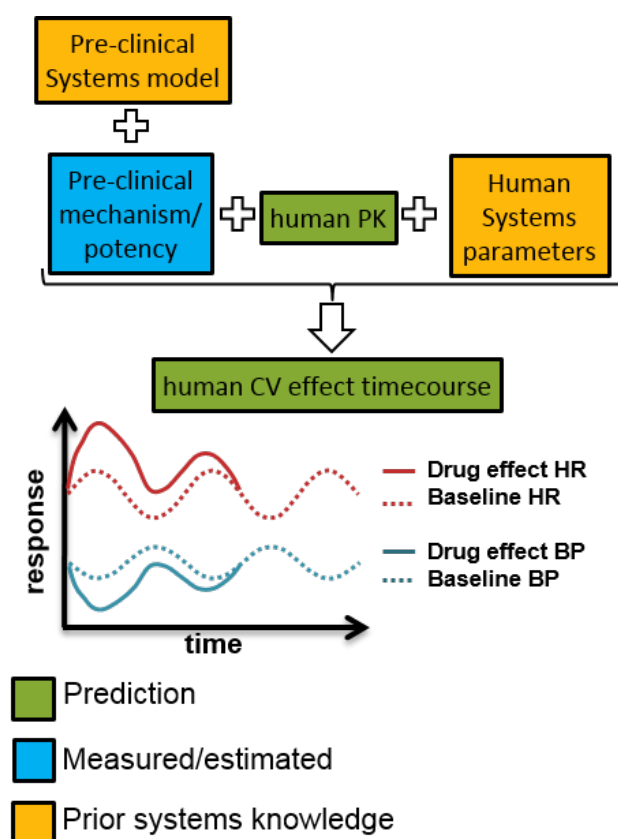 Pre-clinical
Systems model
Pre-clinical
mechanism/
potency
human PK
Human
Systems
parameters
human CV effect timecourse
response
time
Drug effect HR
Baseline HR
Drug effect BP
Baseline BP
Prediction
Measured/estimated
Prior systems knowledge